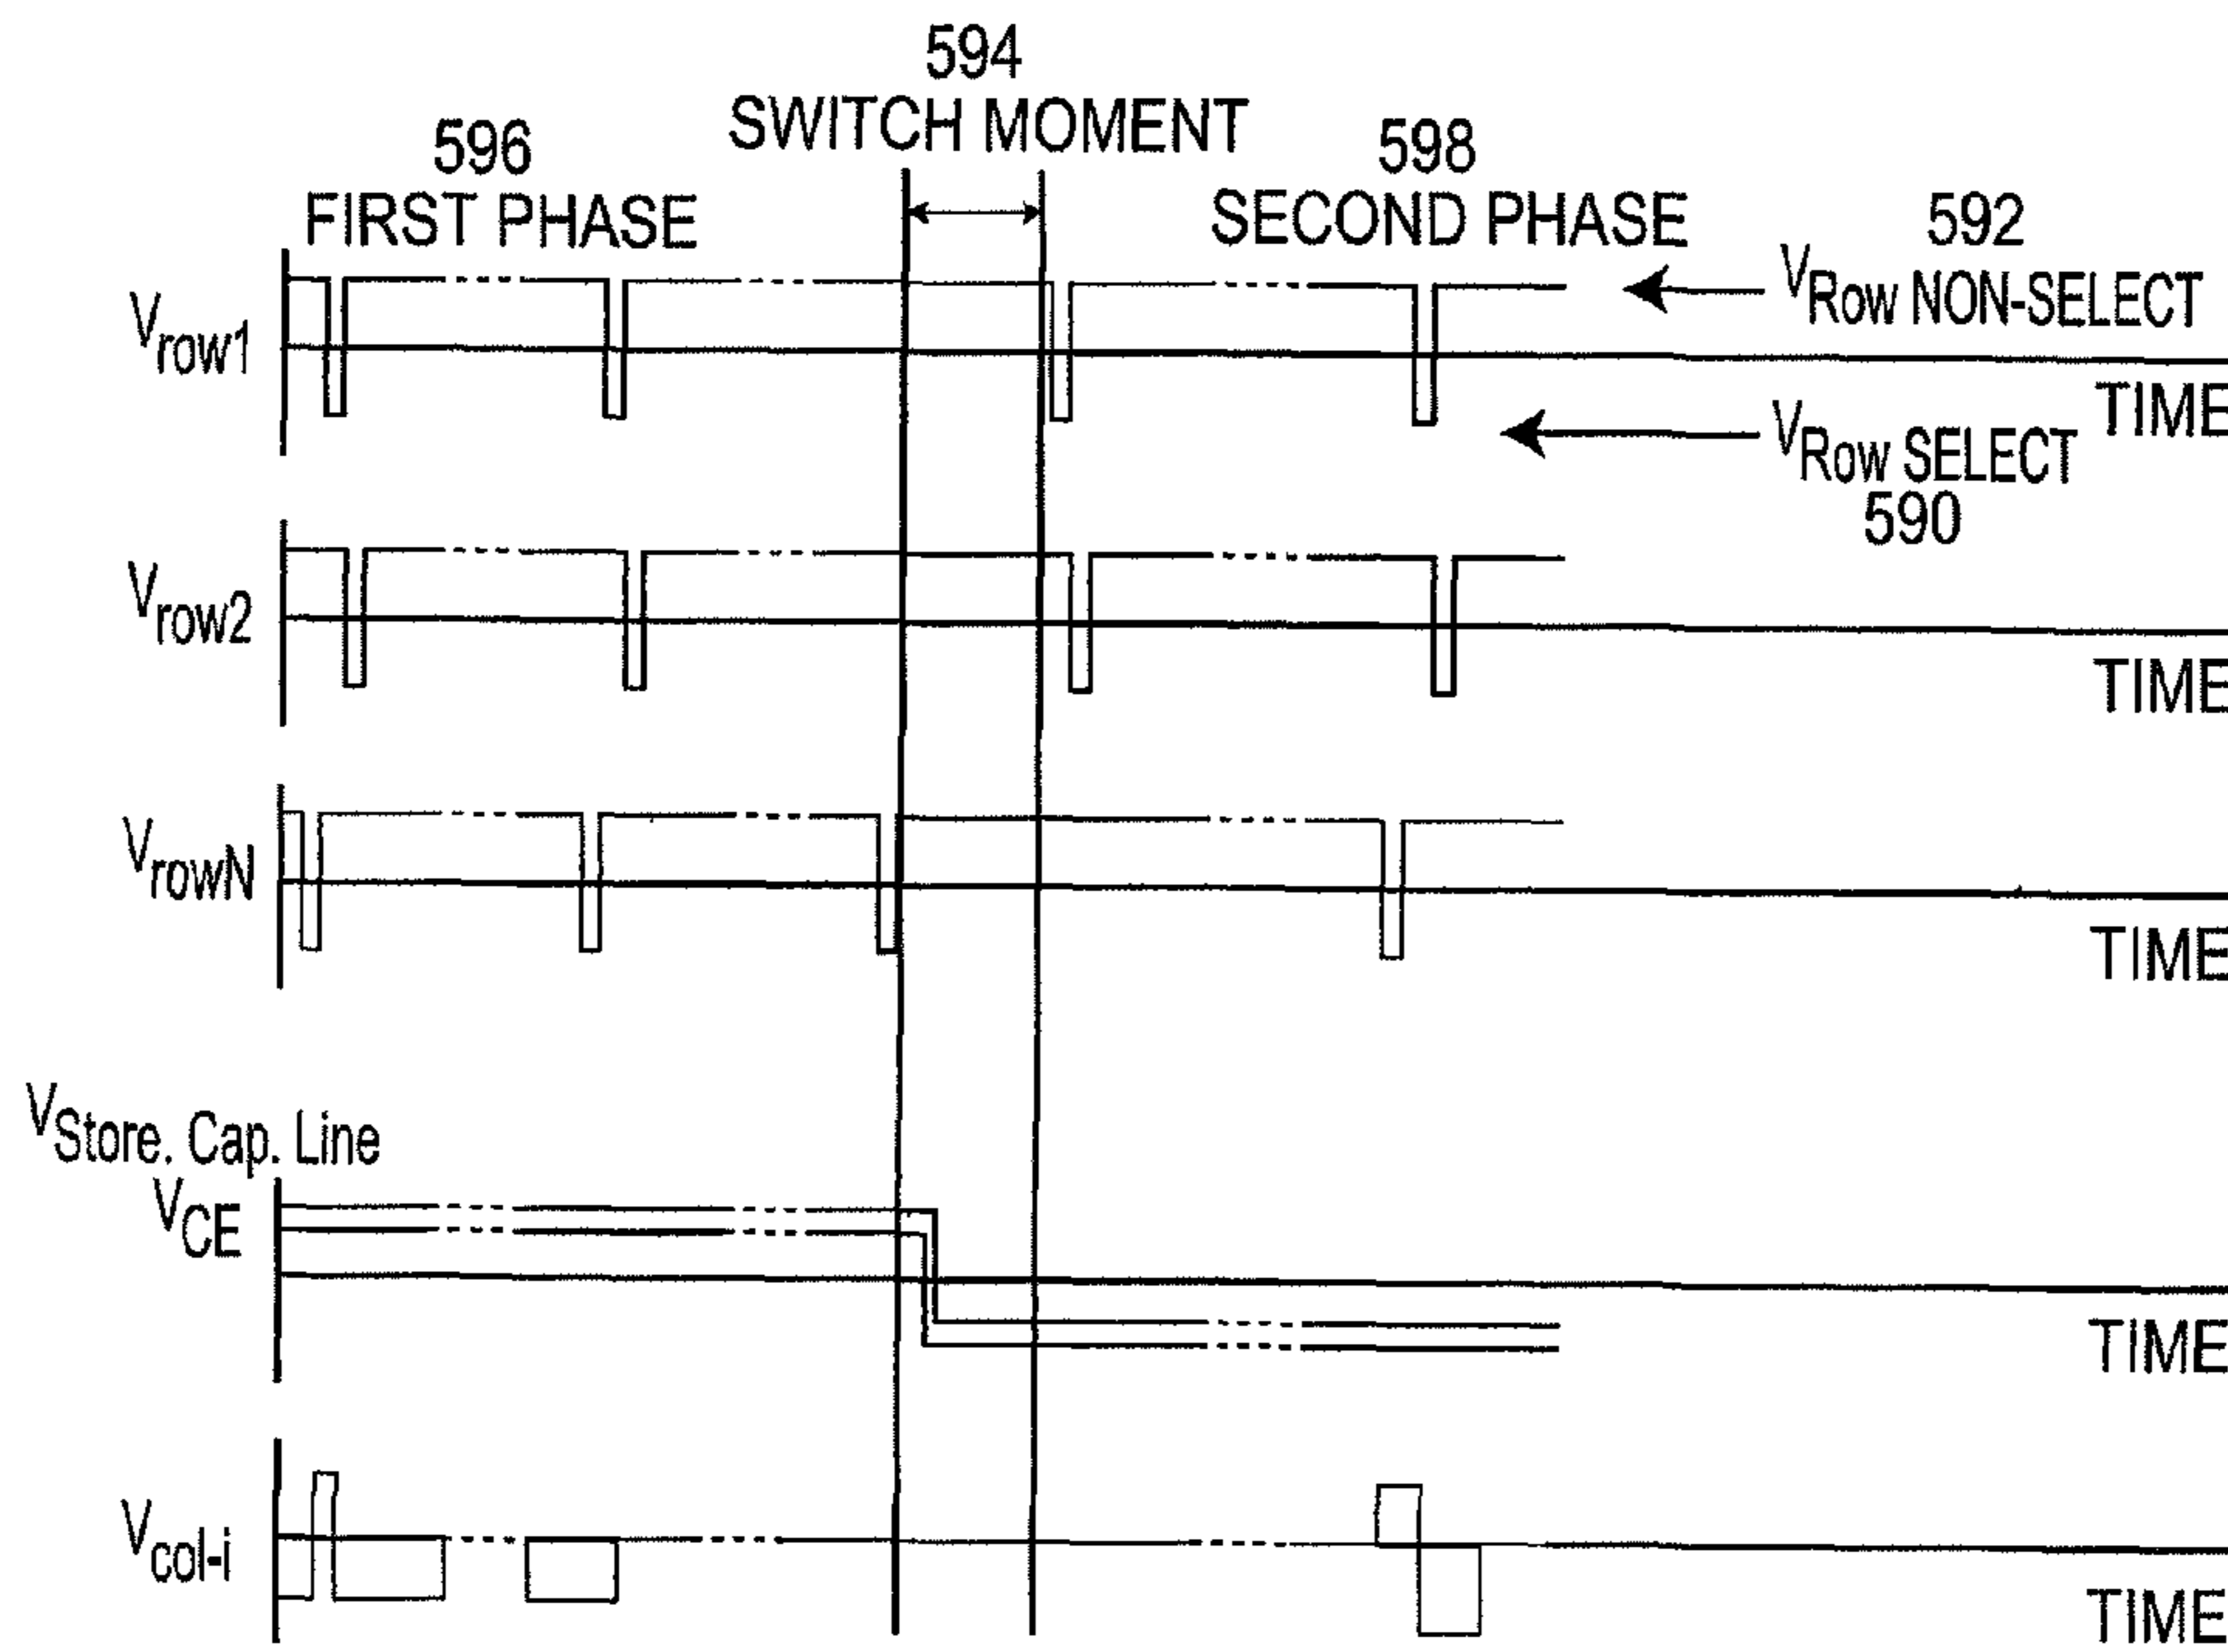 594
SWITCH MOMENT
596
FIRST PHASE
598
SECOND PHASE
592
VRow NON-SELECT
Vrow1
TIME
VRow SELECT
590
Vrow2
TIME
VrowN
TIME
VStore. Cap. Line
VCE
TIME
Vcol-i
TIME